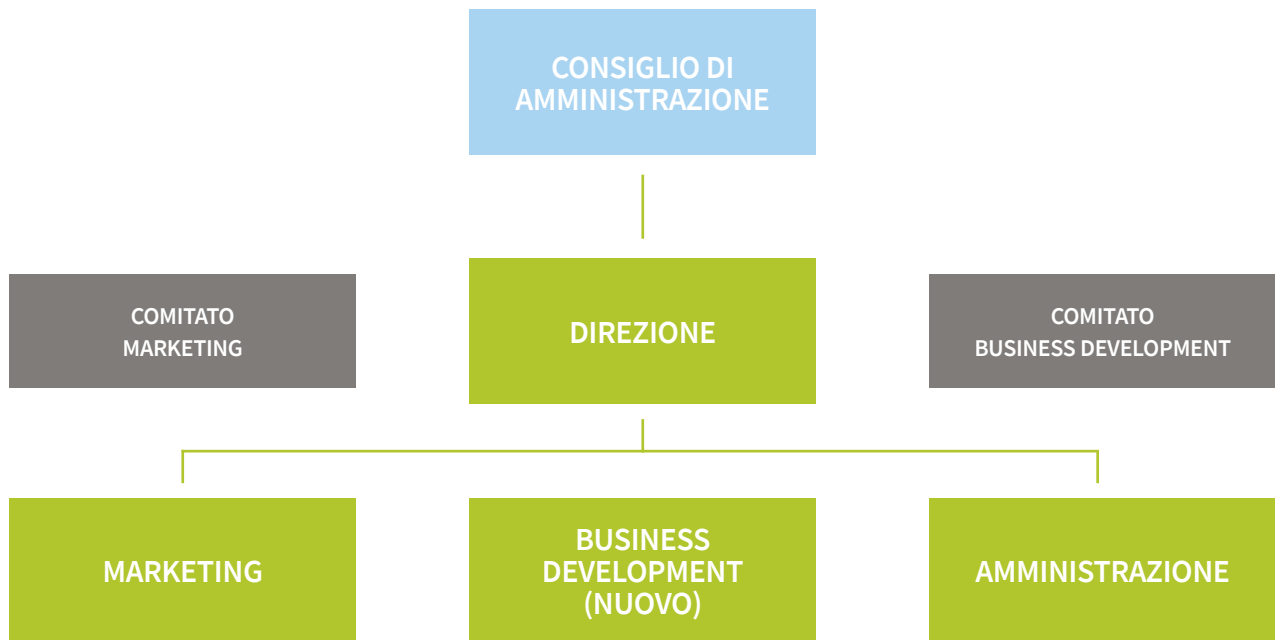 CONSIGLIO DI
AMMINISTRAZIONE
COMITATO
MARKETING
DIREZIONE
COMITATO
BUSINESS DEVELOPMENT
MARKETING
BUSINESS
DEVELOPMENT
(NUOVO)
AMMINISTRAZIONE